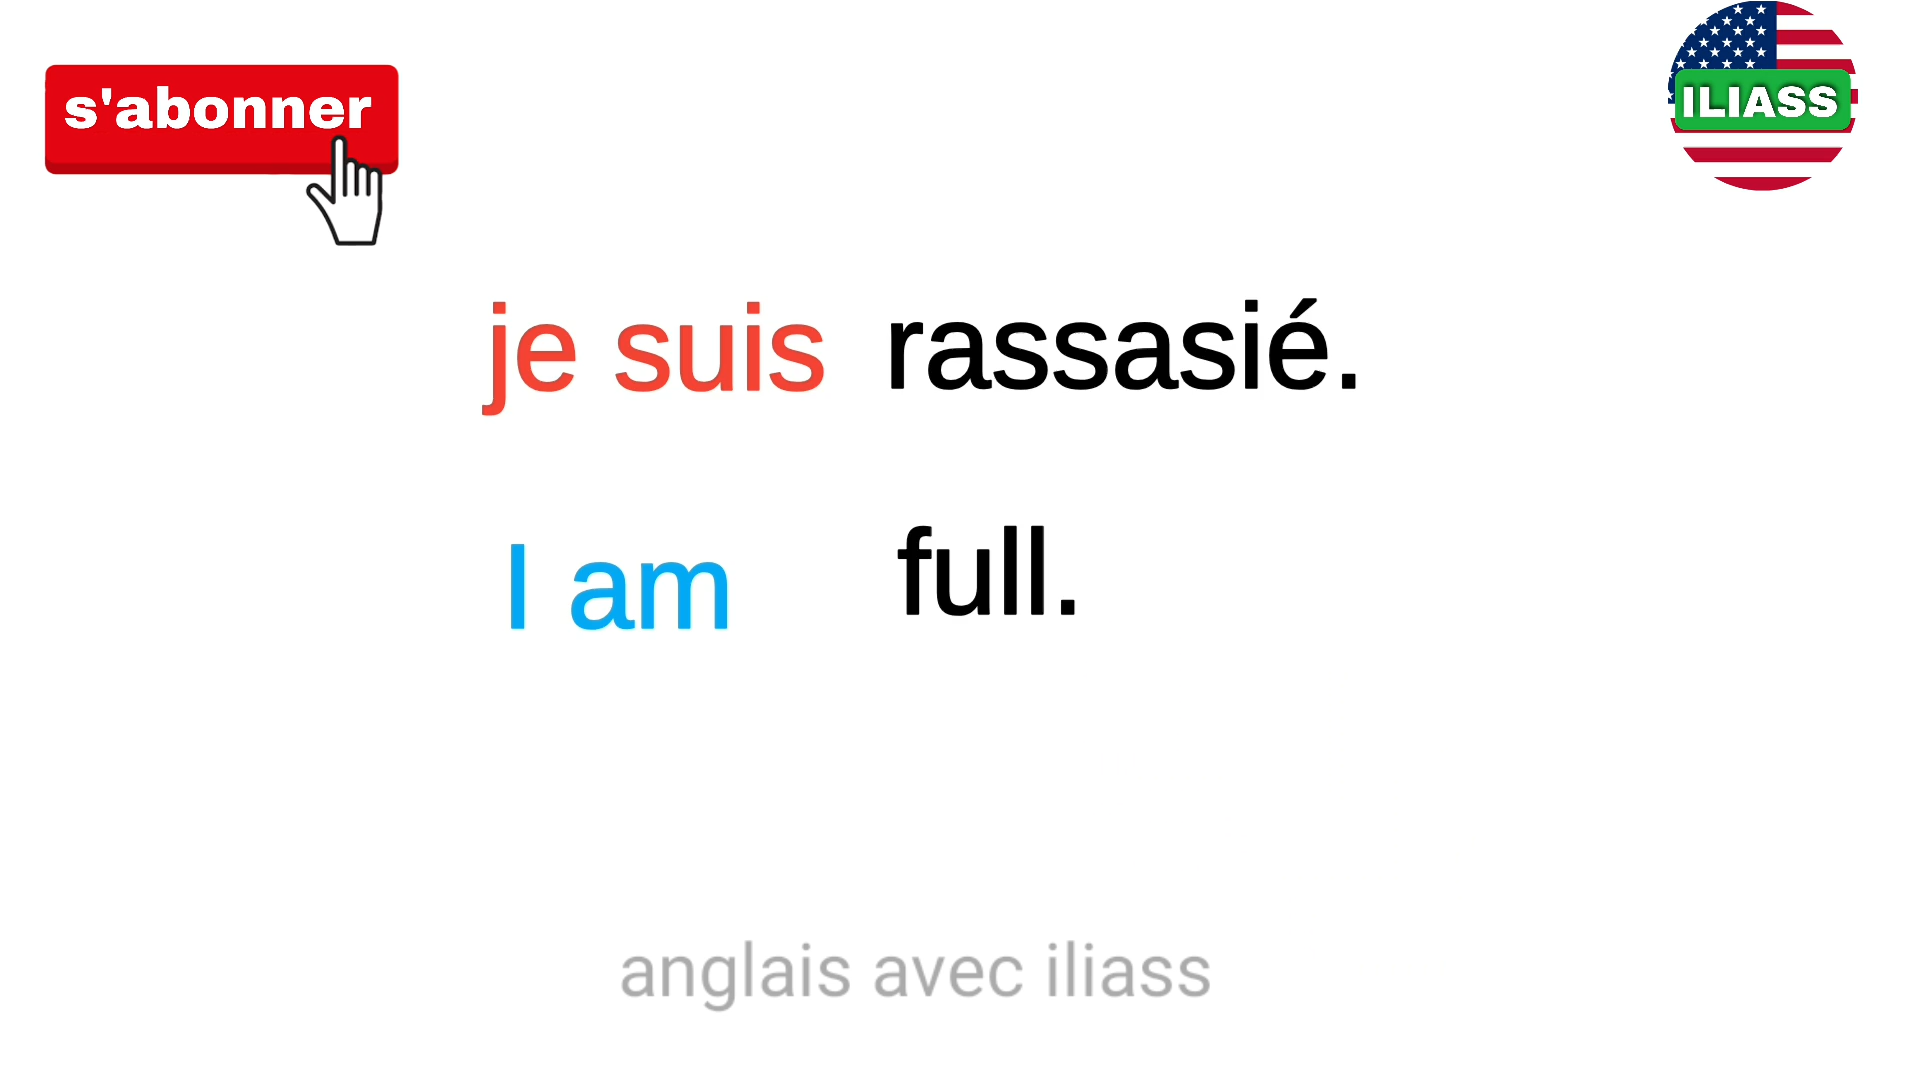 s'abonner
ILIASS
je suis rassasié.
I am full.
anglais avec iliass